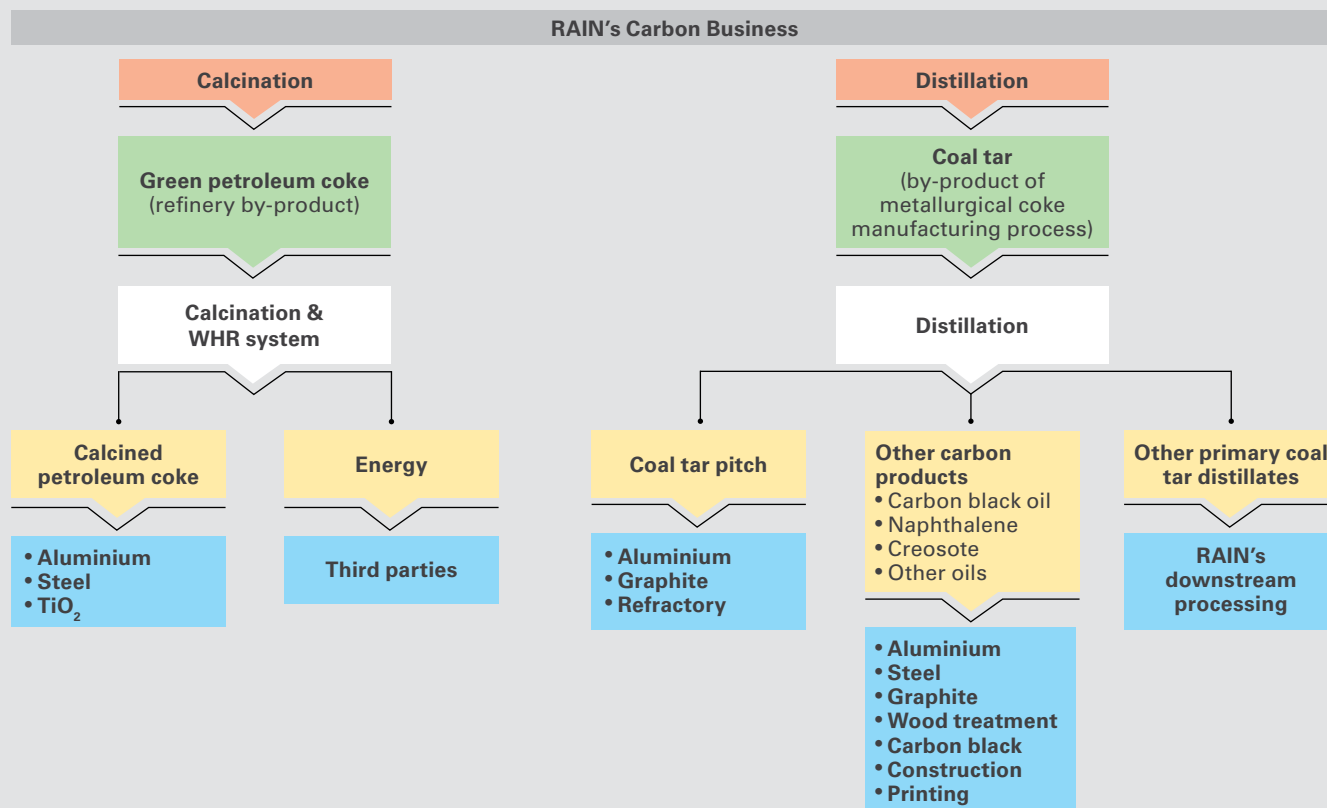 RAIN's Carbon Business
Calcination
Green petroleum coke
(refinery by-product)
Calcination &
WHR system
Calcined
petroleum coke
• Aluminium
• Steel
• TiO₂
Energy
Third parties
Distillation
Coal tar
(by-product of
metallurgical coke
manufacturing process)
Distillation
Coal tar pitch
• Aluminium
• Graphite
• Refractory
Other carbon
products
• Carbon black oil
• Naphthalene
• Creosote
• Other oils
• Aluminium
• Steel
• Graphite
• Wood treatment
• Carbon black
• Construction
• Printing
Other primary coal
tar distillates
RAIN's
downstream
processing